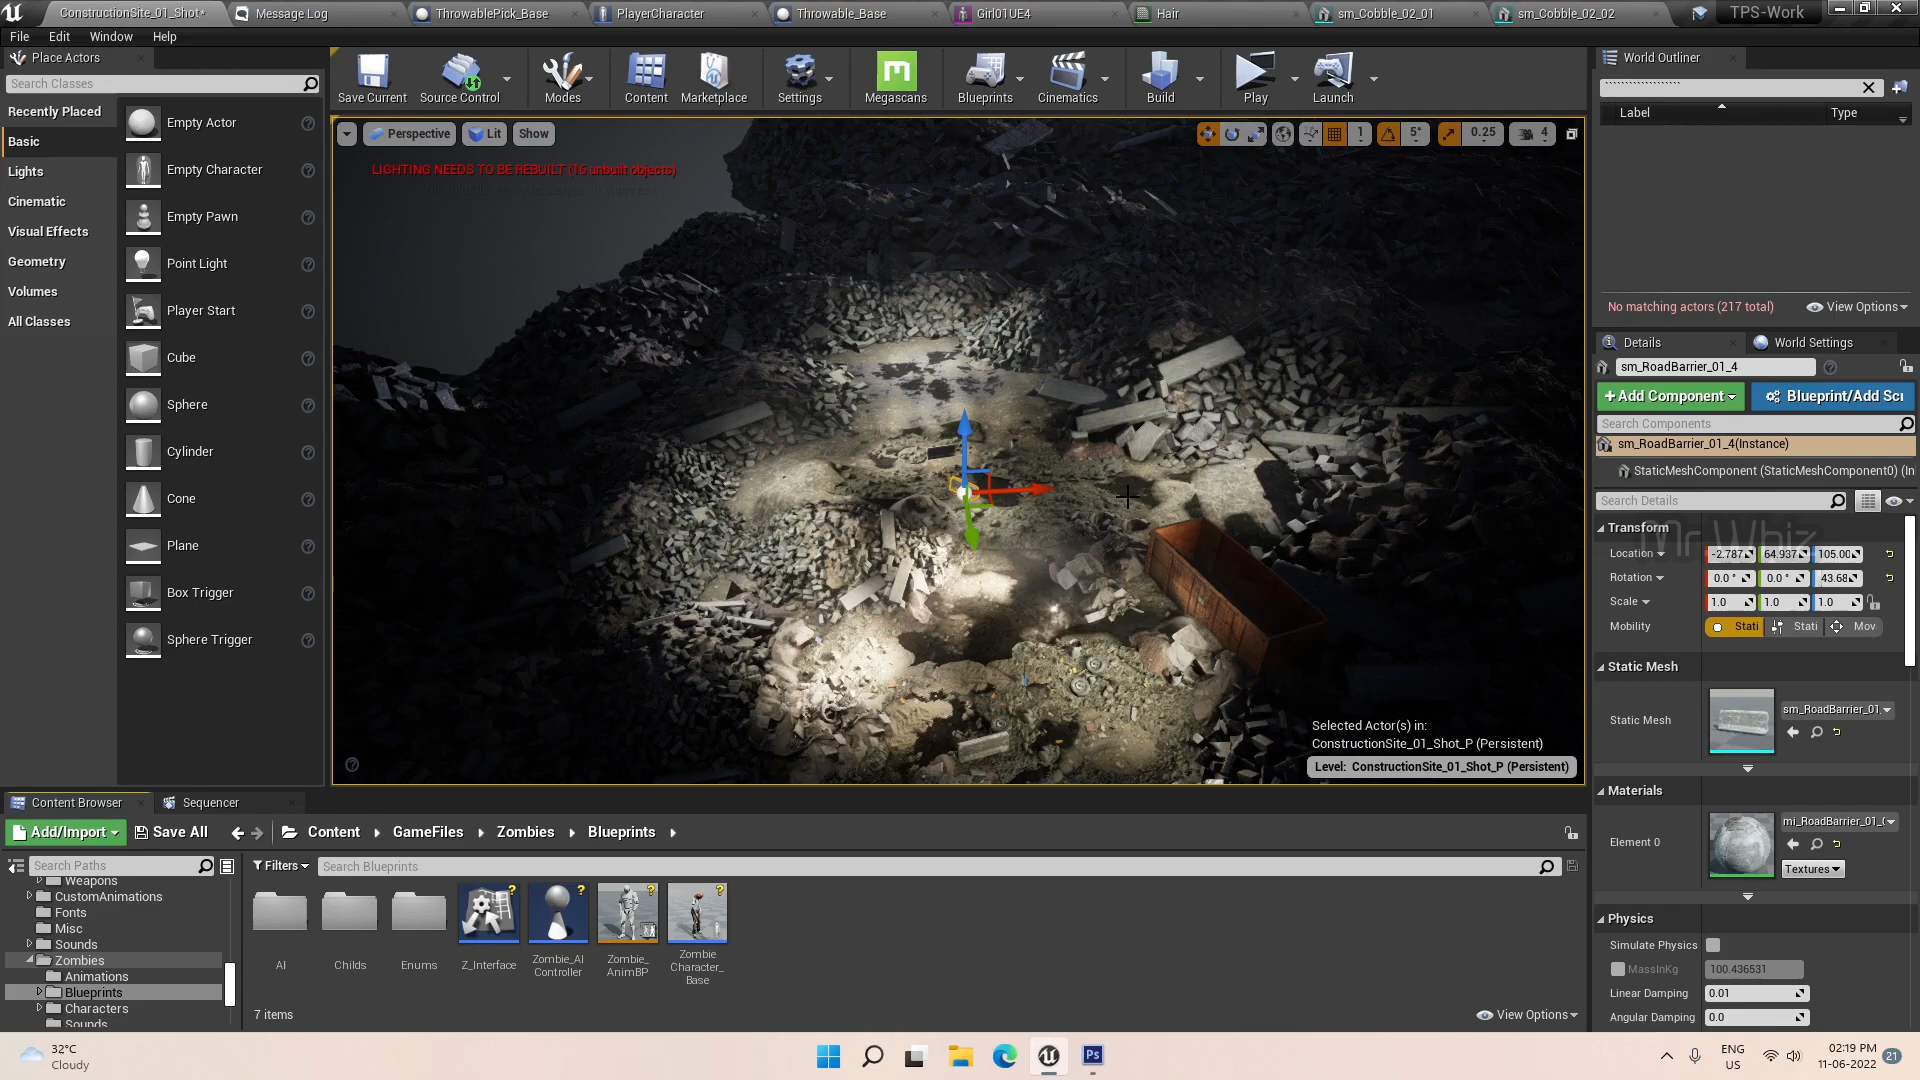 ConstructionSite_01_Shot*
Message Log
ThrowablePick_Base
PlayerCharacter
Throwable_Base
Girl01UE4
Hair
sm_Cobble_02_01
sm_Cobble_02_02
TPS-Work
File
Edit
Window
Help
Place Actors
Search Classes
Recently Placed
Basic
Lights
Cinematic
Visual Effects
Geometry
Volumes
All Classes
Empty Actor
Empty Character
Empty Pawn
Point Light
Player Start
Cube
Sphere
Cylinder
Cone
Plane
Box Trigger
Sphere Trigger
Save Current
Source Control
Modes
Content
Marketplace
Settings
Megascans
Blueprints
Cinematics
Build
Play
Launch
Perspective
Lit
Show
1
5°
0.25
4
LIGHTING NEEDS TO BE REBUILT (16 unbuilt objects)
Selected Actor(s) in:
ConstructionSite_01_Shot_P (Persistent)
Level: ConstructionSite_01_Shot_P (Persistent)
World Outliner
Label
Type
No matching actors (217 total)
View Options
Details
World Settings
sm_RoadBarrier_01_4
+Add Component
Blueprint/Add Scr
Search Components
sm_RoadBarrier_01_4(Instance)
StaticMeshComponent (StaticMeshComponent0) (In
Search Details
Transform
Mr Whiz
Location
-2.787
64.937
105.00
Rotation
0.0 °
0.0 °
43.68
Scale
1.0
1.0
1.0
Mobility
Stati
Stati
Mov
Static Mesh
Static Mesh
sm_RoadBarrier_01
Materials
Element 0
mi_RoadBarrier_01_
Textures
Physics
Simulate Physics
MassInKg
100.436531
Linear Damping
0.01
Angular Damping
0.0
Content Browser
Sequencer
Add/Import
Save All
Content
GameFiles
Zombies
Blueprints
Search Paths
Filters
Search Blueprints
Weapons
CustomAnimations
Fonts
Misc
Sounds
Zombies
Animations
Blueprints
Characters
Sounds
AI
Childs
Enums
Z_Interface
Zombie_AI
Controller
Zombie_
AnimBP
Zombie
Character_
Base
7 items
View Options
32°C
Cloudy
Ps
ENG
US
02:19 PM
11-06-2022
21